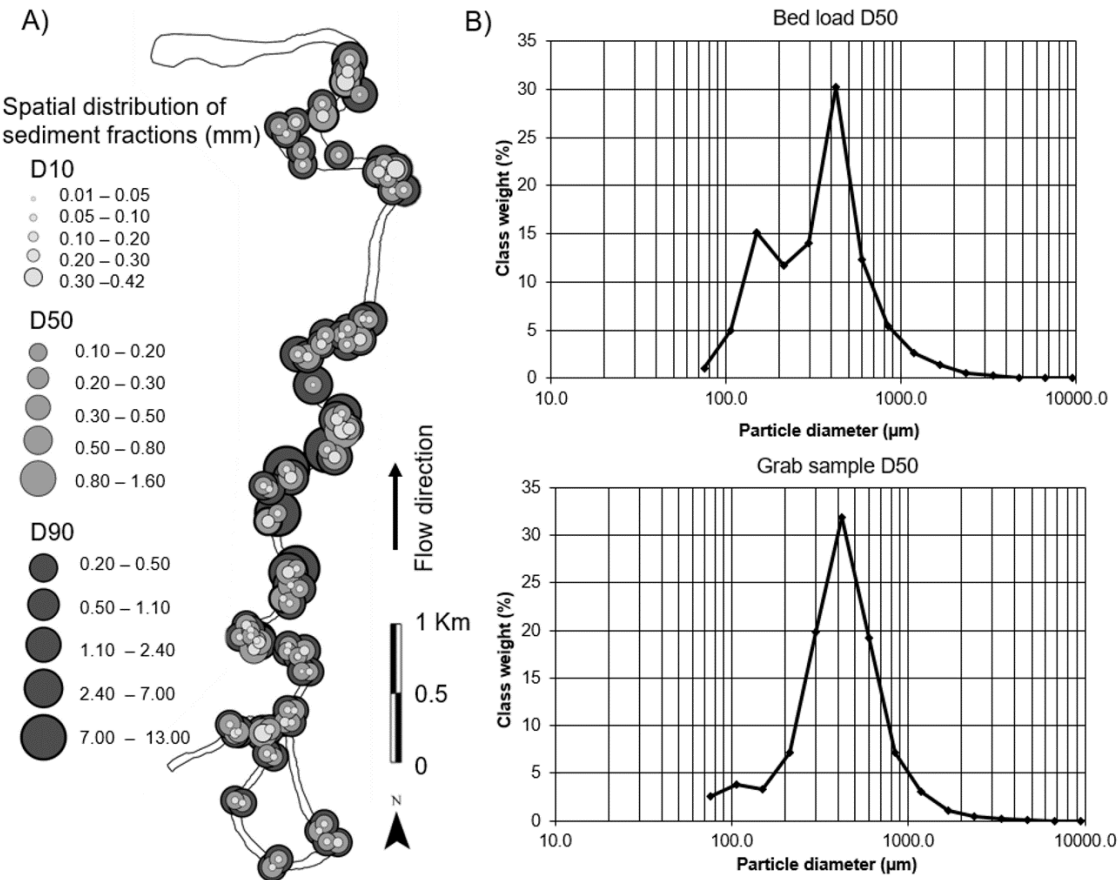 A)
Spatial distribution of
sediment fractions (mm)
D10
0.01 – 0.05
0.05 – 0.10
0.10 – 0.20
0.20 – 0.30
0.30 –0.42
D50
0.10 – 0.20
0.20 – 0.30
0.30 – 0.50
0.50 – 0.80
0.80 – 1.60
D90
0.20 – 0.50
0.50 – 1.10
1.10 – 2.40
2.40 – 7.00
7.00 – 13.00
Flow direction
1 Km
0.5
0
N
B)
Bed load D50
Class weight (%)
35
30
25
20
15
10
5
0
10.0
100.0
1000.0
10000.0
Particle diameter (µm)
Grab sample D50
Class weight (%)
35
30
25
20
15
10
5
0
10.0
100.0
1000.0
10000.0
Particle diameter (µm)